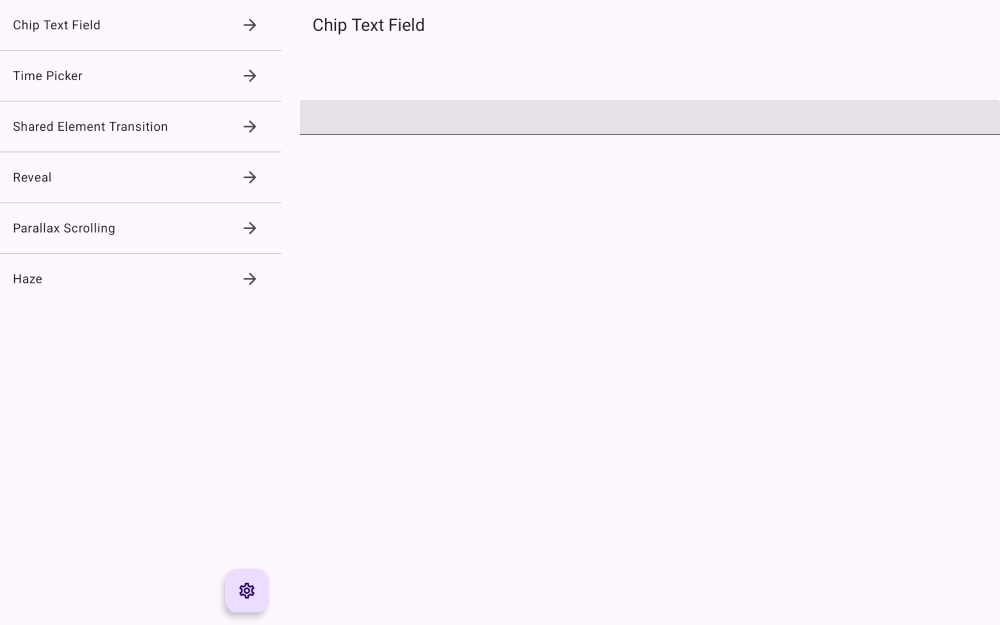 Chip Text Field
Time Picker
Shared Element Transition
Reveal
Parallax Scrolling
Haze
Chip Text Field